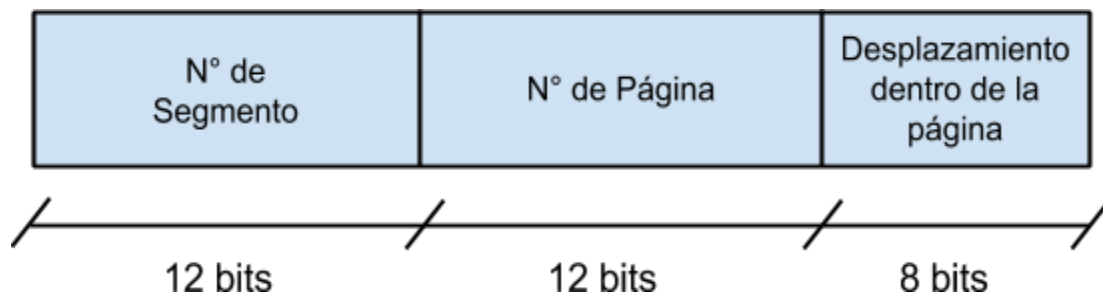 N° de
Segmento
N° de Página
Desplazamiento
dentro de la
página
12 bits
12 bits
8 bits